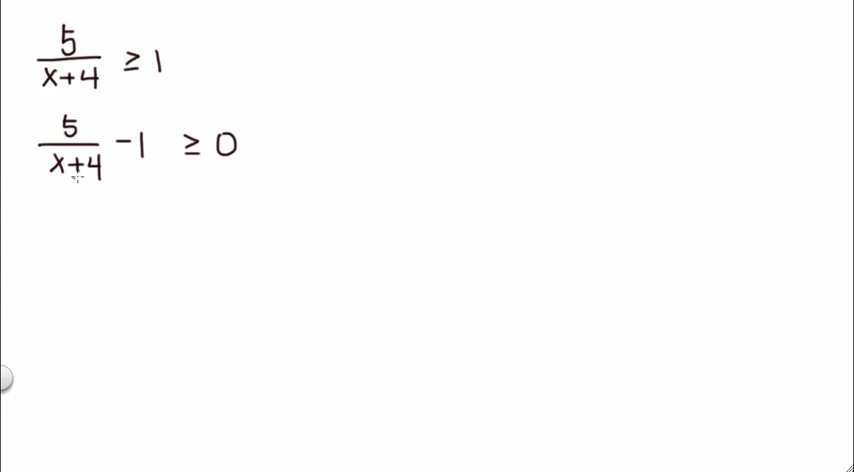 5/(x+4) ≥ 1
5/(x+4) - 1 ≥ 0